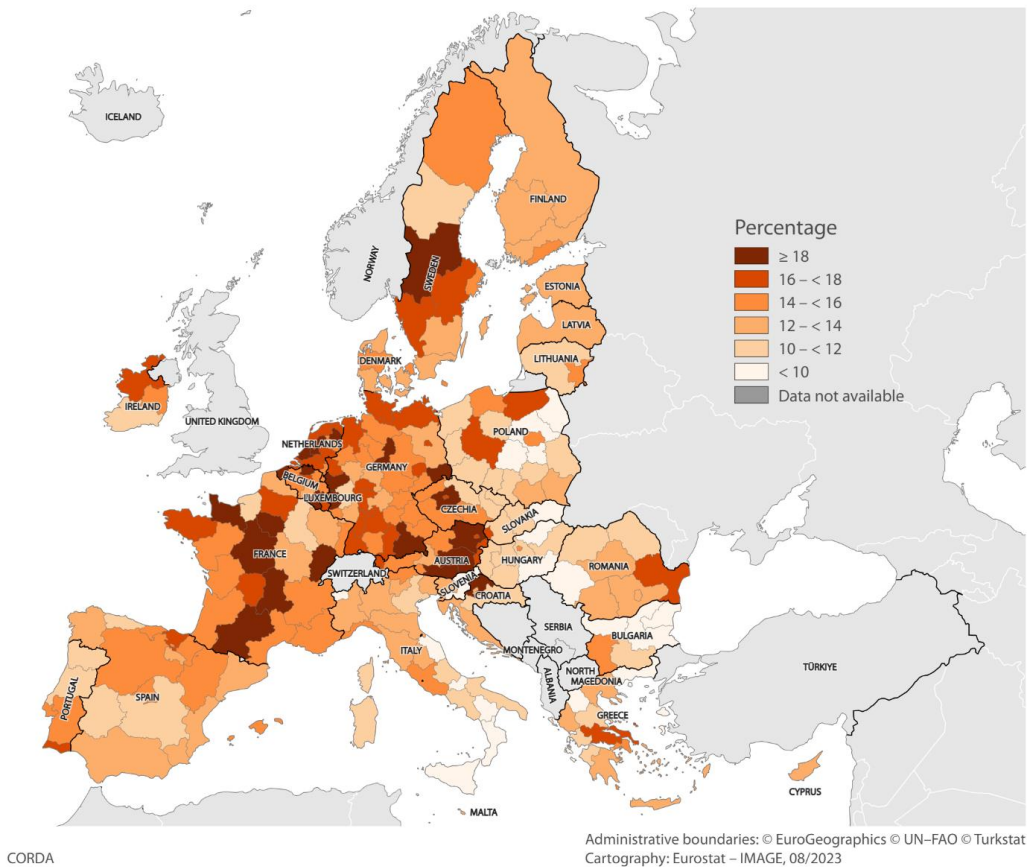 ICELAND
FINLAND
NORWAY
SWEDEN
ESTONIA
LATVIA
LITHUANIA
DENMARK
IRELAND
UNITED KINGDOM
NETHERLANDS
POLAND
GERMANY
BELGIUM
LUXEMBOURG
CZECHIA
SLOVAKIA
FRANCE
AUSTRIA
HUNGARY
SWITZERLAND
ROMANIA
SLOVENIA
CROATIA
SERBIA
BULGARIA
ITALY
MONTENEGRO
TÜRKIYE
NORTH
MACEDONIA
ALBANIA
PORTUGAL
SPAIN
GREECE
CYPRUS
MALTA
Percentage
≥ 18
16 – < 18
14 – < 16
12 – < 14
10 – < 12
< 10
Data not available
Administrative boundaries: © EuroGeographics © UN–FAO © Turkstat
Cartography: Eurostat – IMAGE, 08/2023
CORDA